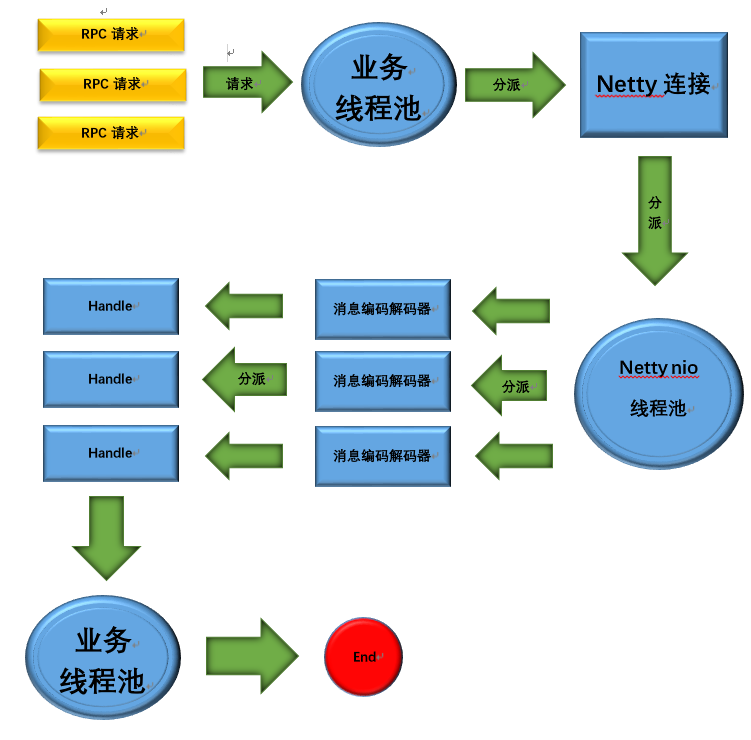 RPC 请求
RPC 请求
RPC 请求
请求
业务
线程池
分派
Netty 连接
分
派
Netty nio
线程池
消息编码解码器
Handle
分派
消息编码解码器
分派
Handle
消息编码解码器
Handle
业务
线程池
End